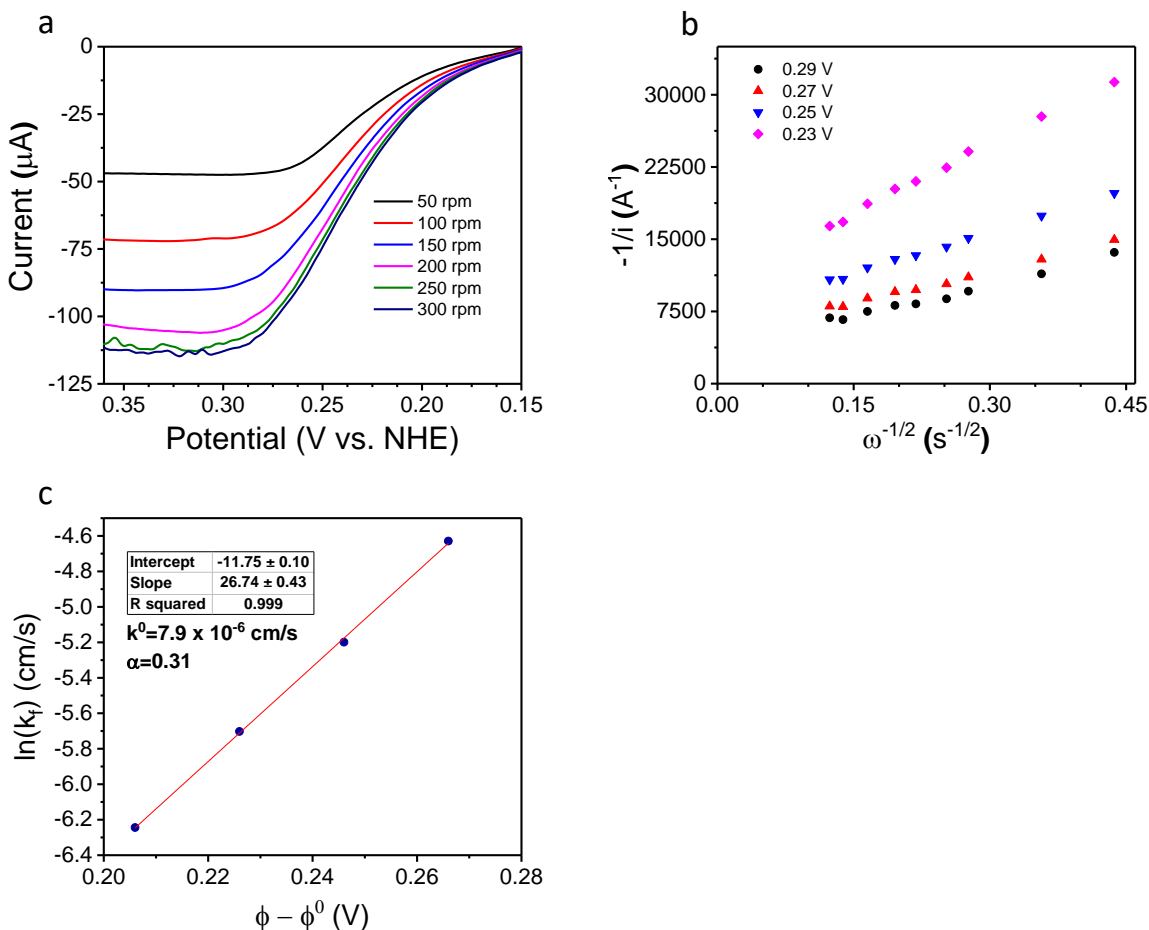 a
0
-25
-50
-75
-100
-125
Current (μA)
50 rpm
100 rpm
150 rpm
200 rpm
250 rpm
300 rpm
0.35
0.30
0.25
0.20
0.15
Potential (V vs. NHE)
b
30000
22500
15000
7500
0
-1/i (A⁻¹)
0.29 V
0.27 V
0.25 V
0.23 V
0.00
0.15
0.30
0.45
ω⁻¹/² (s⁻¹/²)
c
-4.6
-4.8
-5.0
-5.2
-5.4
-5.6
-5.8
-6.0
-6.2
-6.4
ln(k_f) (cm/s)
Intercept -11.75 ± 0.10
Slope 26.74 ± 0.43
R squared 0.999
k⁰=7.9 x 10⁻⁶ cm/s
α=0.31
0.20
0.22
0.24
0.26
0.28
ϕ – ϕ⁰ (V)